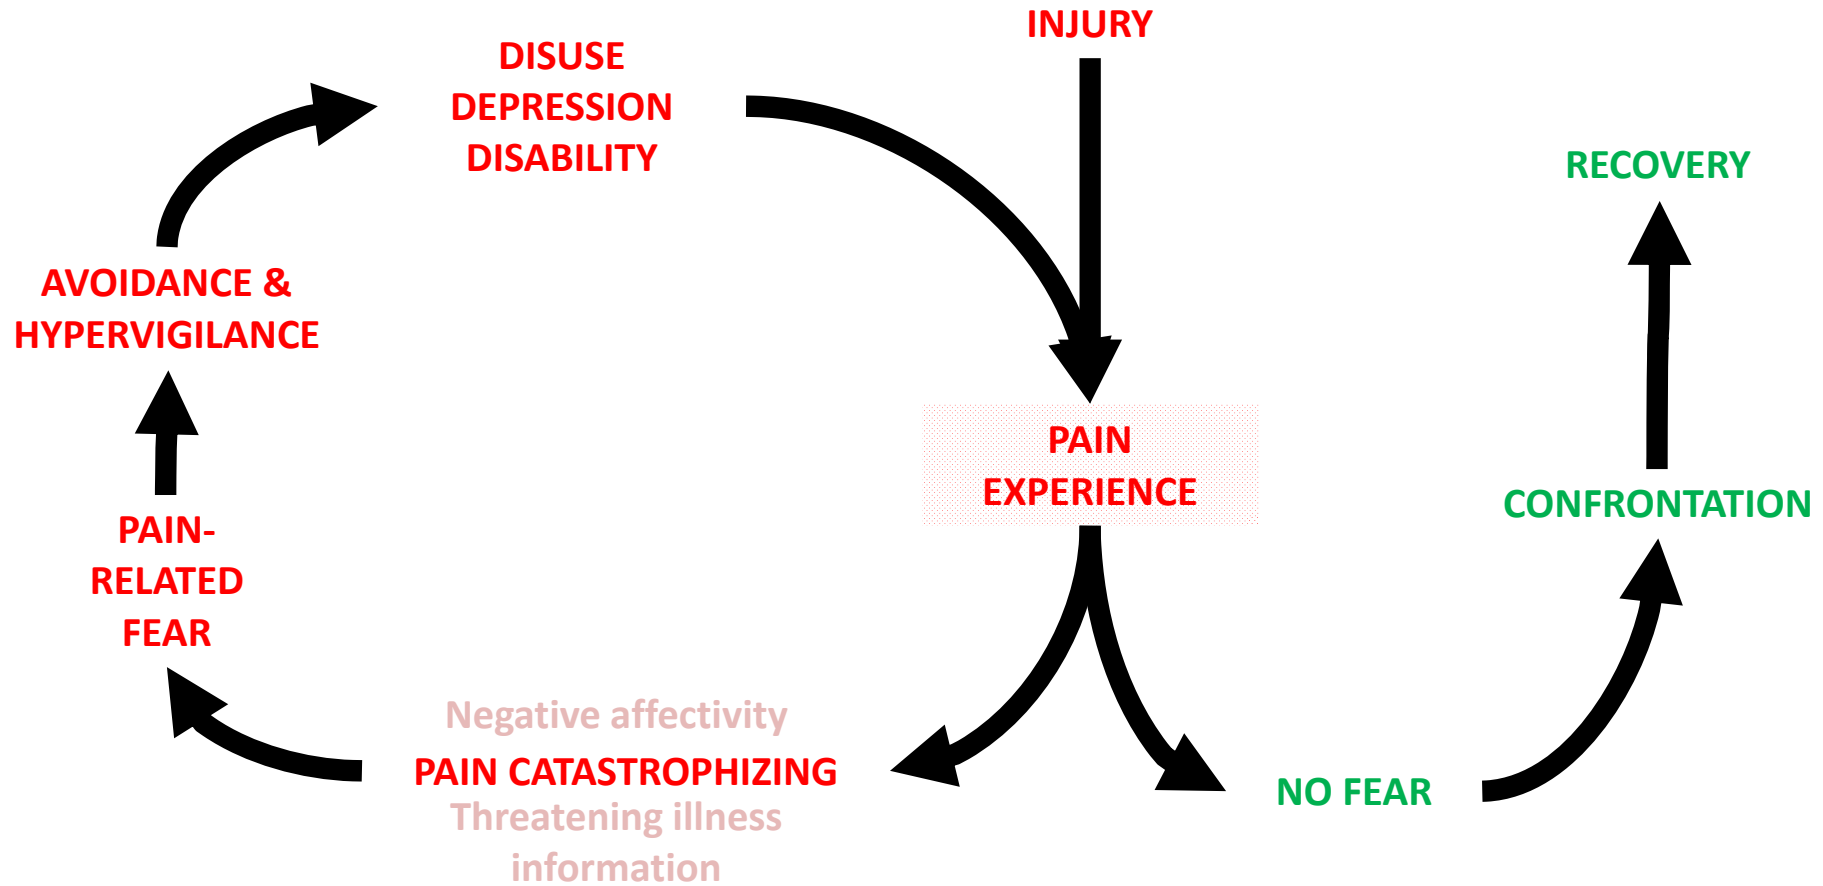 INJURY
DISUSE
DEPRESSION
DISABILITY
RECOVERY
AVOIDANCE &
HYPERVIGILANCE
PAIN
EXPERIENCE
CONFRONTATION
PAIN-
RELATED
FEAR
Negative affectivity
PAIN CATASTROPHIZING
Threatening illness
information
NO FEAR